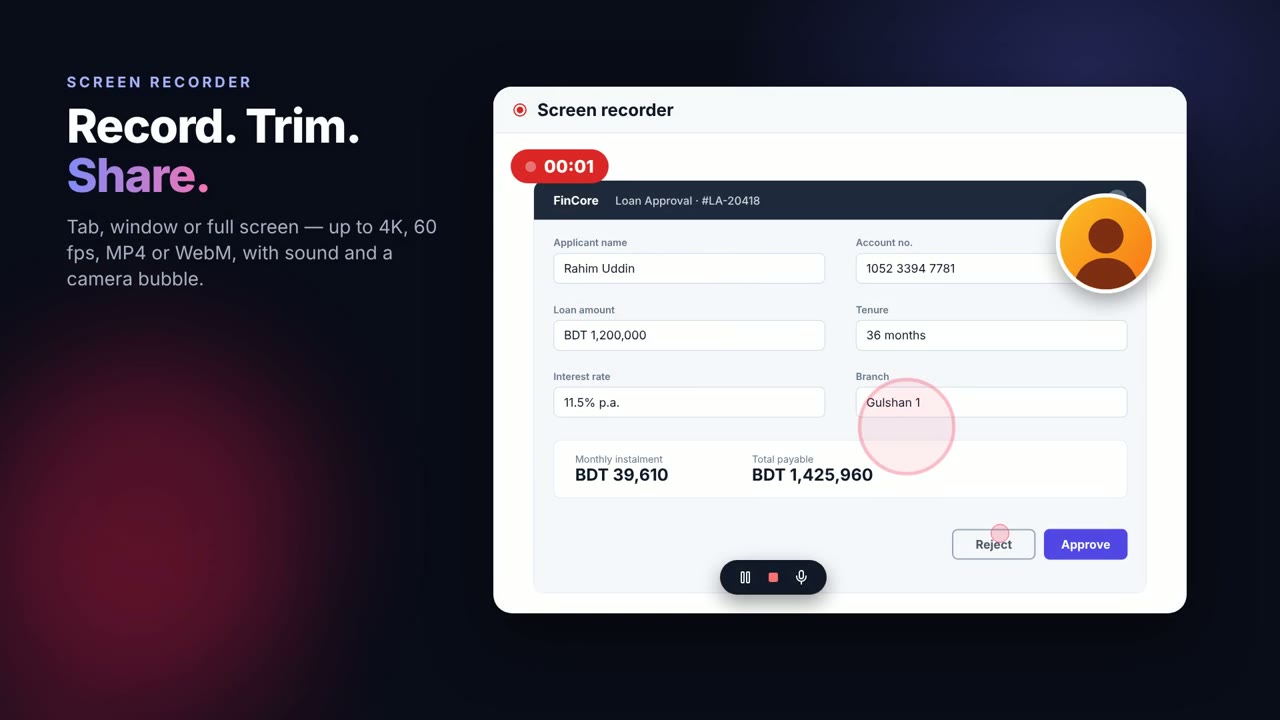 SCREEN RECORDER
Record. Trim.
Share.
Tab, window or full screen — up to 4K, 60
fps, MP4 or WebM, with sound and a
camera bubble.
Screen recorder
00:01
FinCore Loan Approval · #LA-20418
Applicant name
Rahim Uddin
Account no.
1052 3394 7781
Loan amount
BDT 1,200,000
Tenure
36 months
Interest rate
11.5% p.a.
Branch
Gulshan 1
Monthly instalment
BDT 39,610
Total payable
BDT 1,425,960
Reject
Approve